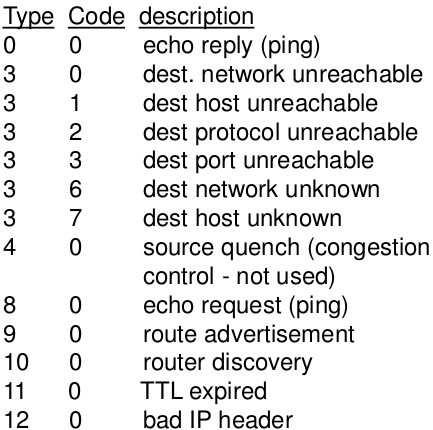 Type Code description
0 0 echo reply (ping)
3 0 dest. network unreachable
3 1 dest host unreachable
3 2 dest protocol unreachable
3 3 dest port unreachable
3 6 dest network unknown
3 7 dest host unknown
4 0 source quench (congestion
control - not used)
8 0 echo request (ping)
9 0 route advertisement
10 0 router discovery
11 0 TTL expired
12 0 bad IP header